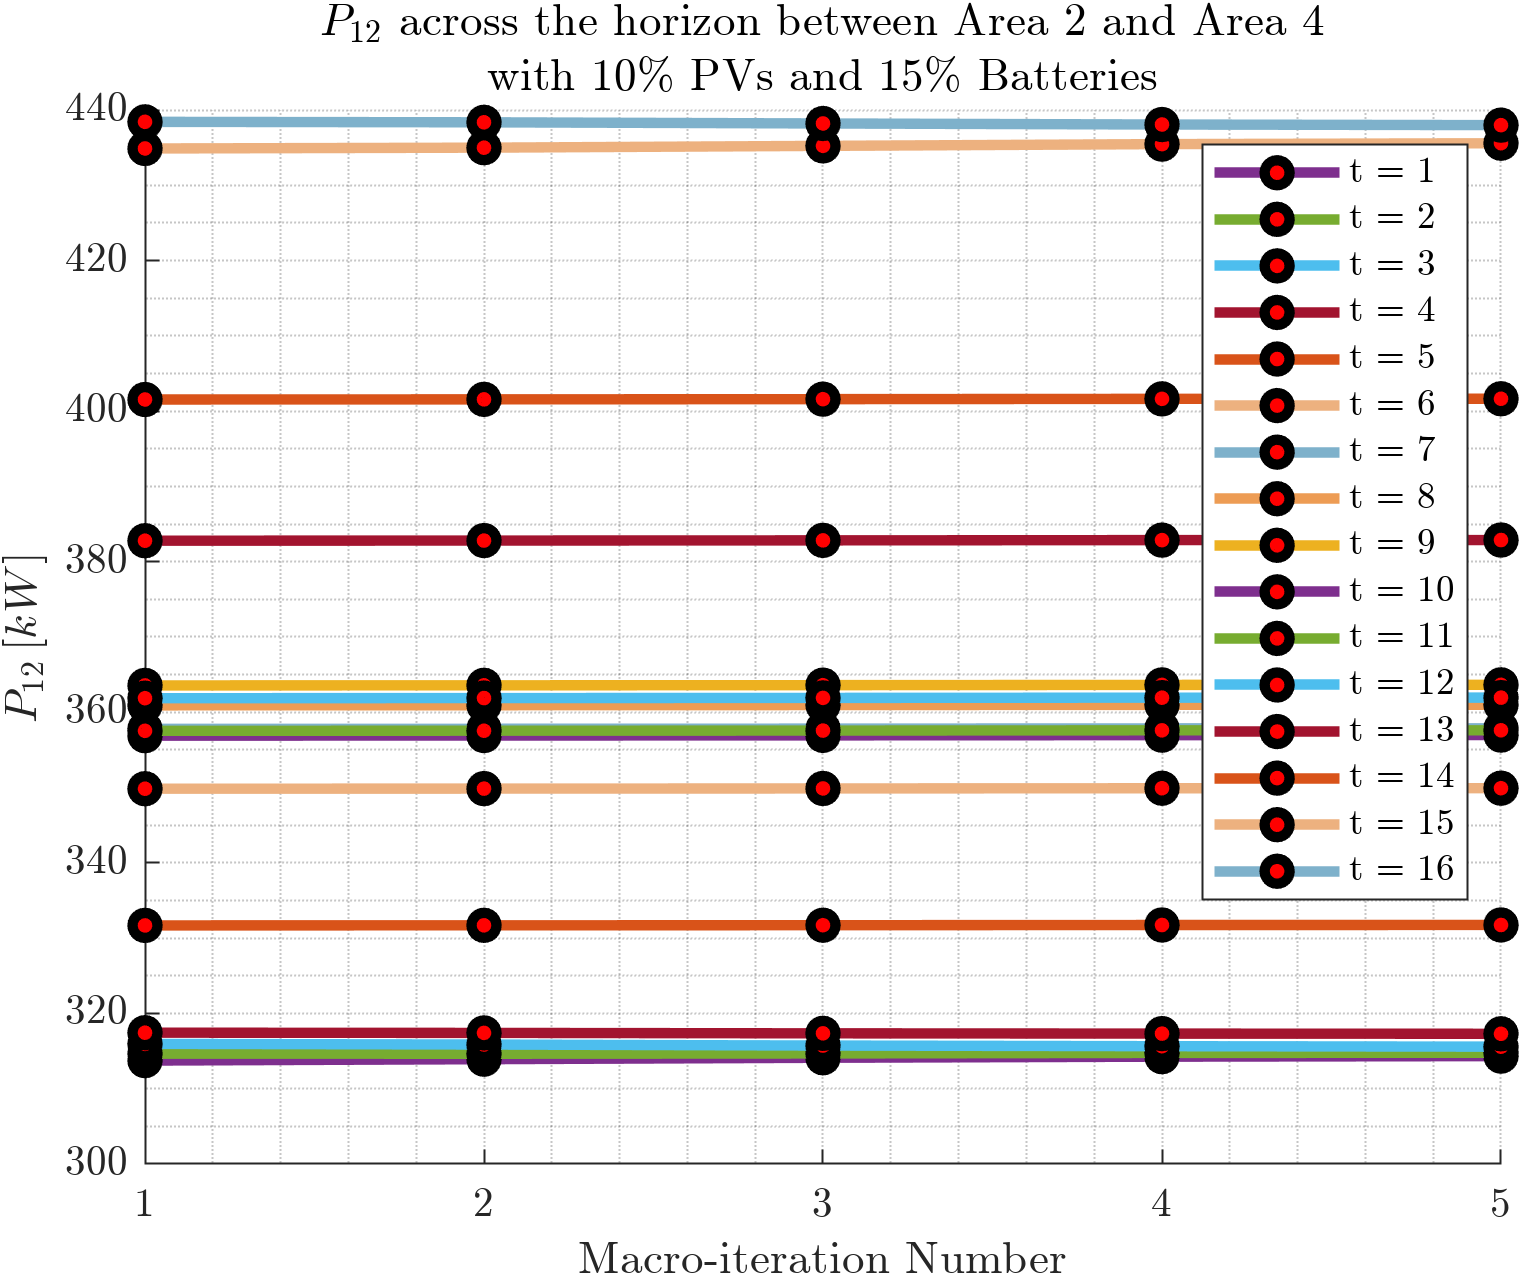 P12 across the horizon between Area 2 and Area 4
with 10% PVs and 15% Batteries
440
420
400
380
360
340
320
300
P12 [kW]
t = 1
t = 2
t = 3
t = 4
t = 5
t = 6
t = 7
t = 8
t = 9
t = 10
t = 11
t = 12
t = 13
t = 14
t = 15
t = 16
1 2 3 4 5
Macro-iteration Number